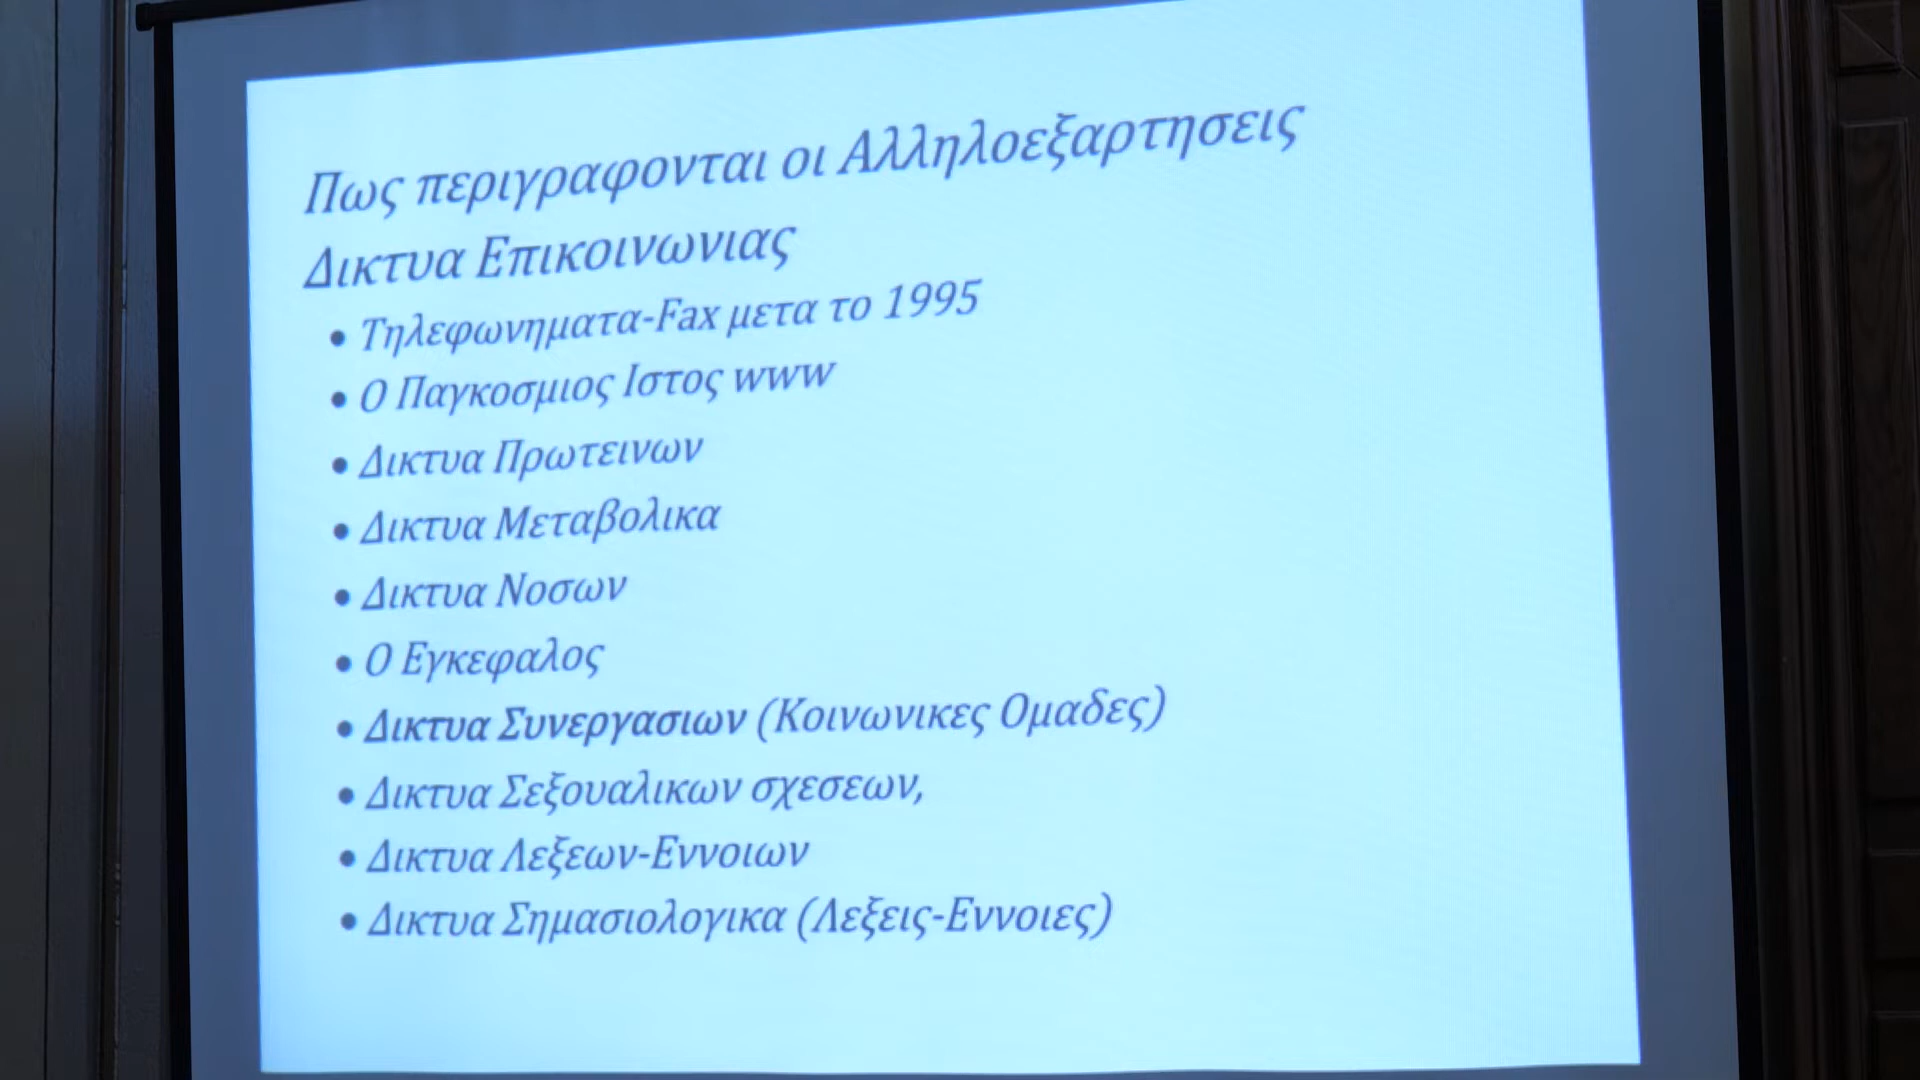 Πως περιγραφονται οι Αλληλοεξαρτησεις
Δικτυα Επικοινωνιας
• Τηλεφωνηματα-Fax μετα το 1995
• Ο Παγκοσμιος Ιστος www
• Δικτυα Πρωτεινων
• Δικτυα Μεταβολικα
• Δικτυα Νοσων
• Ο Εγκεφαλος
• Δικτυα Συνεργασιων (Κοινωνικες Ομαδες)
• Δικτυα Σεξουαλικων σχεσεων,
• Δικτυα Λεξεων-Εννοιων
• Δικτυα Σημασιολογικα (Λεξεις-Εννοιες)